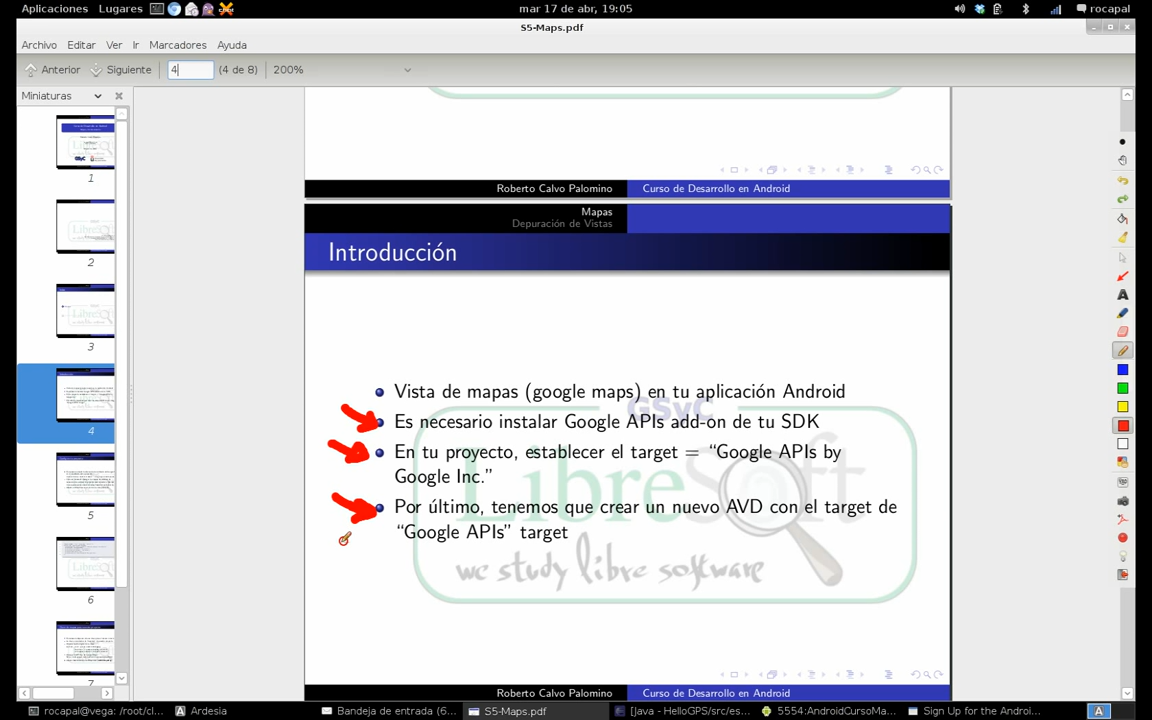 Aplicaciones Lugares mar 17 de abr, 19:05 rocapal
S5-Maps.pdf
Archivo Editar Ver Ir Marcadores Ayuda
Anterior Siguiente 4 (4 de 8) 200%
Miniaturas
1
2
3
4
5
6
7
Roberto Calvo Palomino Curso de Desarrollo en Android
Mapas
Depuración de Vistas
Introducción
Vista de mapas (google maps) en tu aplicación Android
Es necesario instalar Google APIs add-on de tu SDK
En tu proyecto, establecer el target = “Google APIs by
Google Inc.”
Por último, tenemos que crear un nuevo AVD con el target de
“Google APIs” target
GSyC
LibreSoft
we study libre software
Roberto Calvo Palomino Curso de Desarrollo en Android
rocapal@vega: /root/cl... Ardesia Bandeja de entrada (6... S5-Maps.pdf [Java - HelloGPS/src/es... 5554:AndroidCursoMa... Sign Up for the Androi...